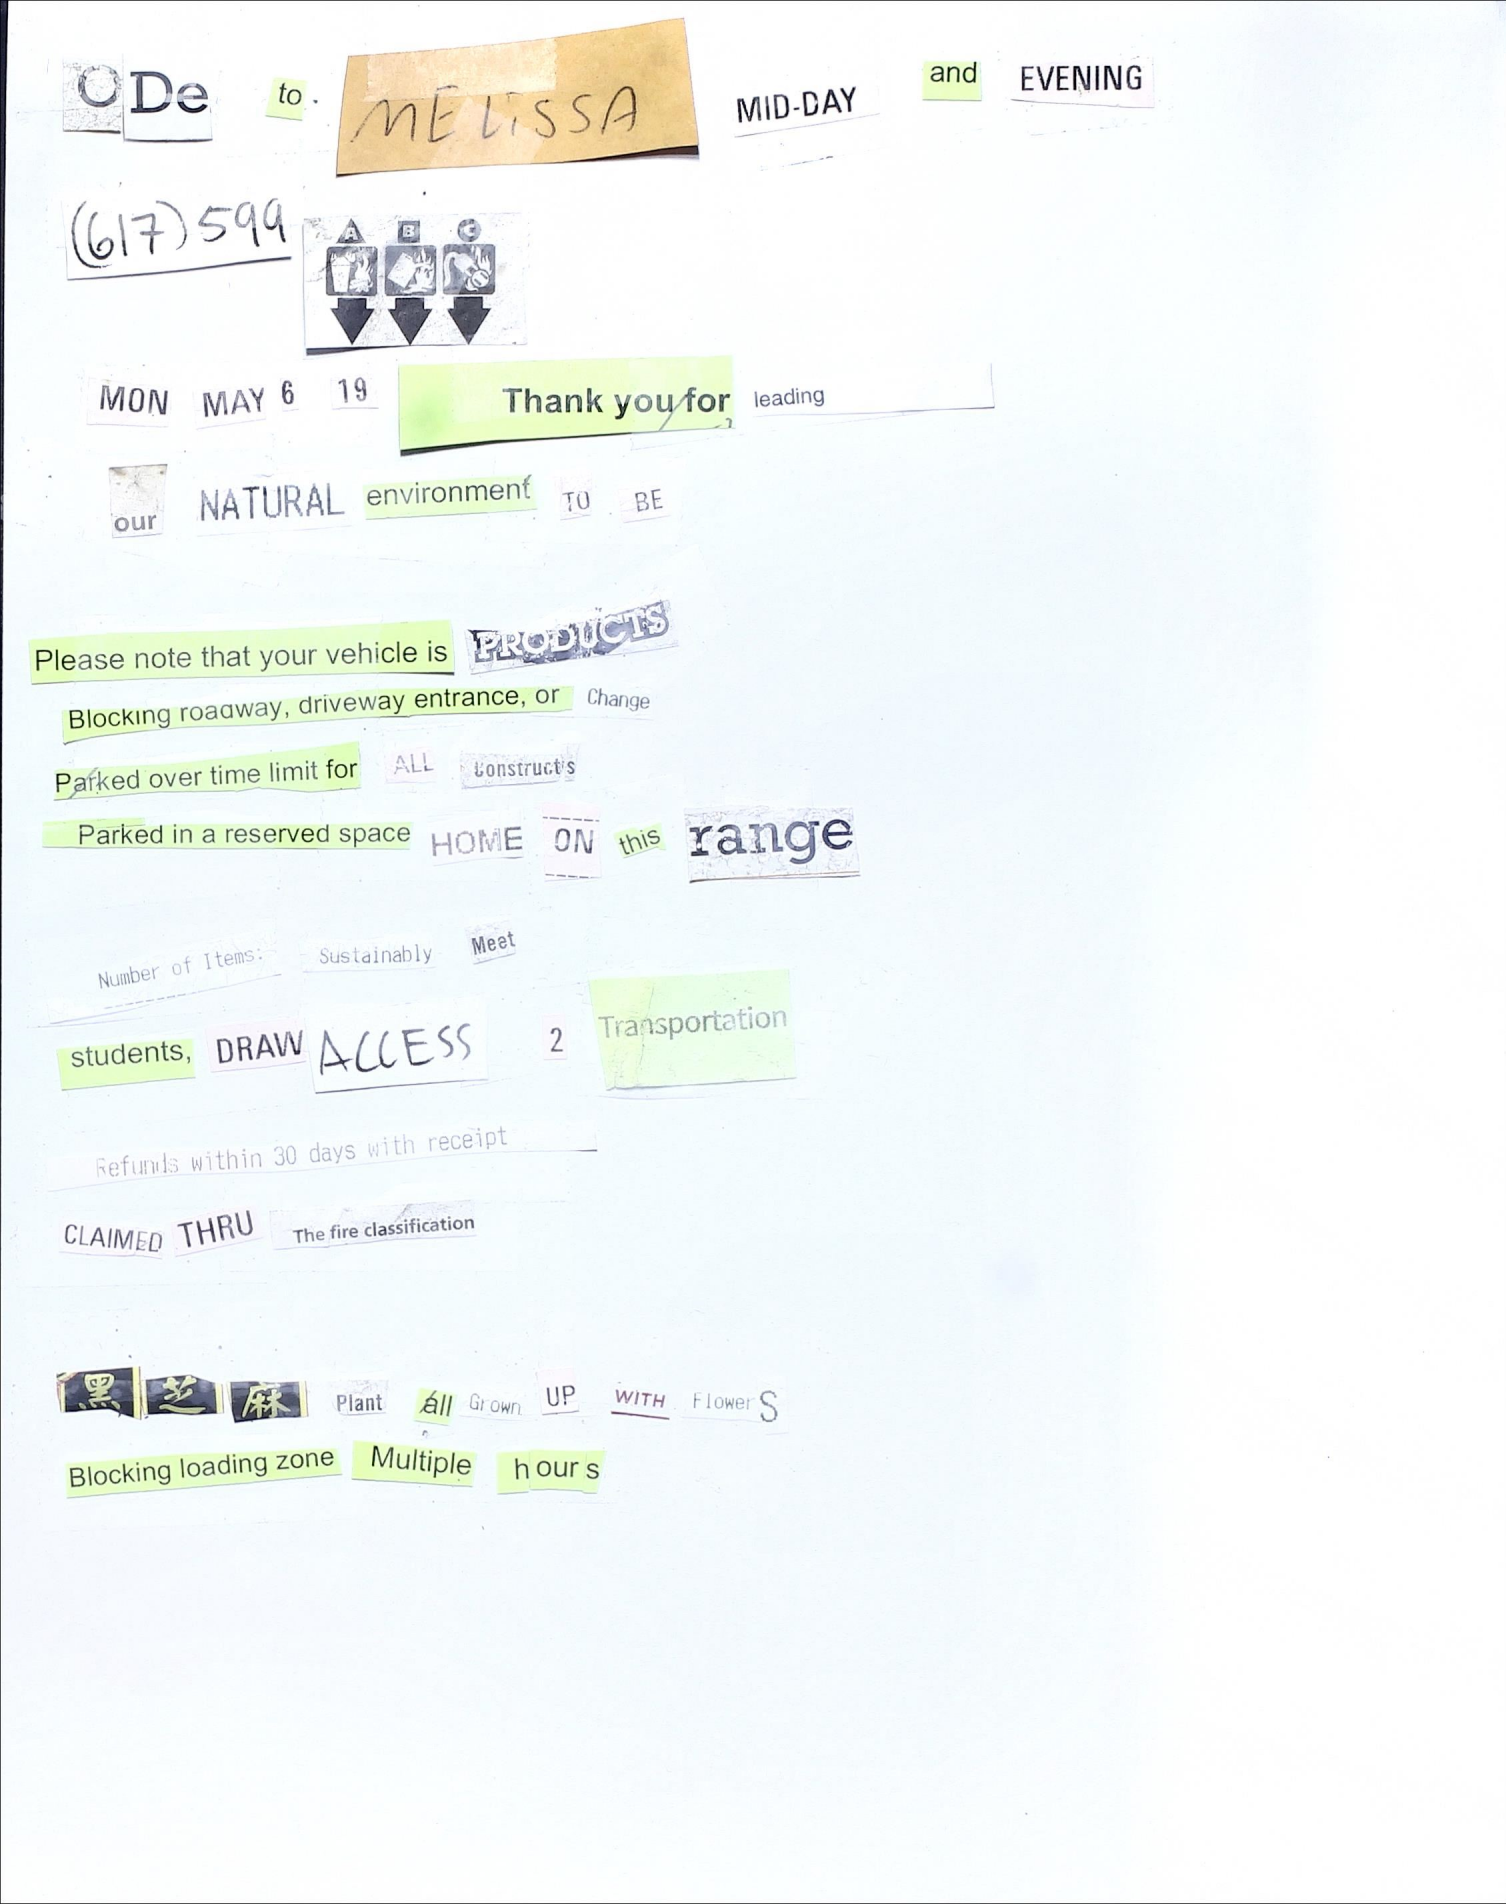 ODe to. MELiSSA MID-DAY and EVENING
(617)599 A B C
MON MAY 6 19 Thank you for leading
our NATURAL environment TO BE
Please note that your vehicle is PRODUCTS
Blocking roadway, driveway entrance, or Change
Parked over time limit for ALL Constructs
Parked in a reserved space HOME ON this range
Number of Items: Sustainably Meet
students, DRAW ACCESS 2 Transportation
Refunds within 30 days with receipt
CLAIMED THRU The fire classification
黑芝麻 Plant all Grown UP WITH FlowerS
Blocking loading zone Multiple hours